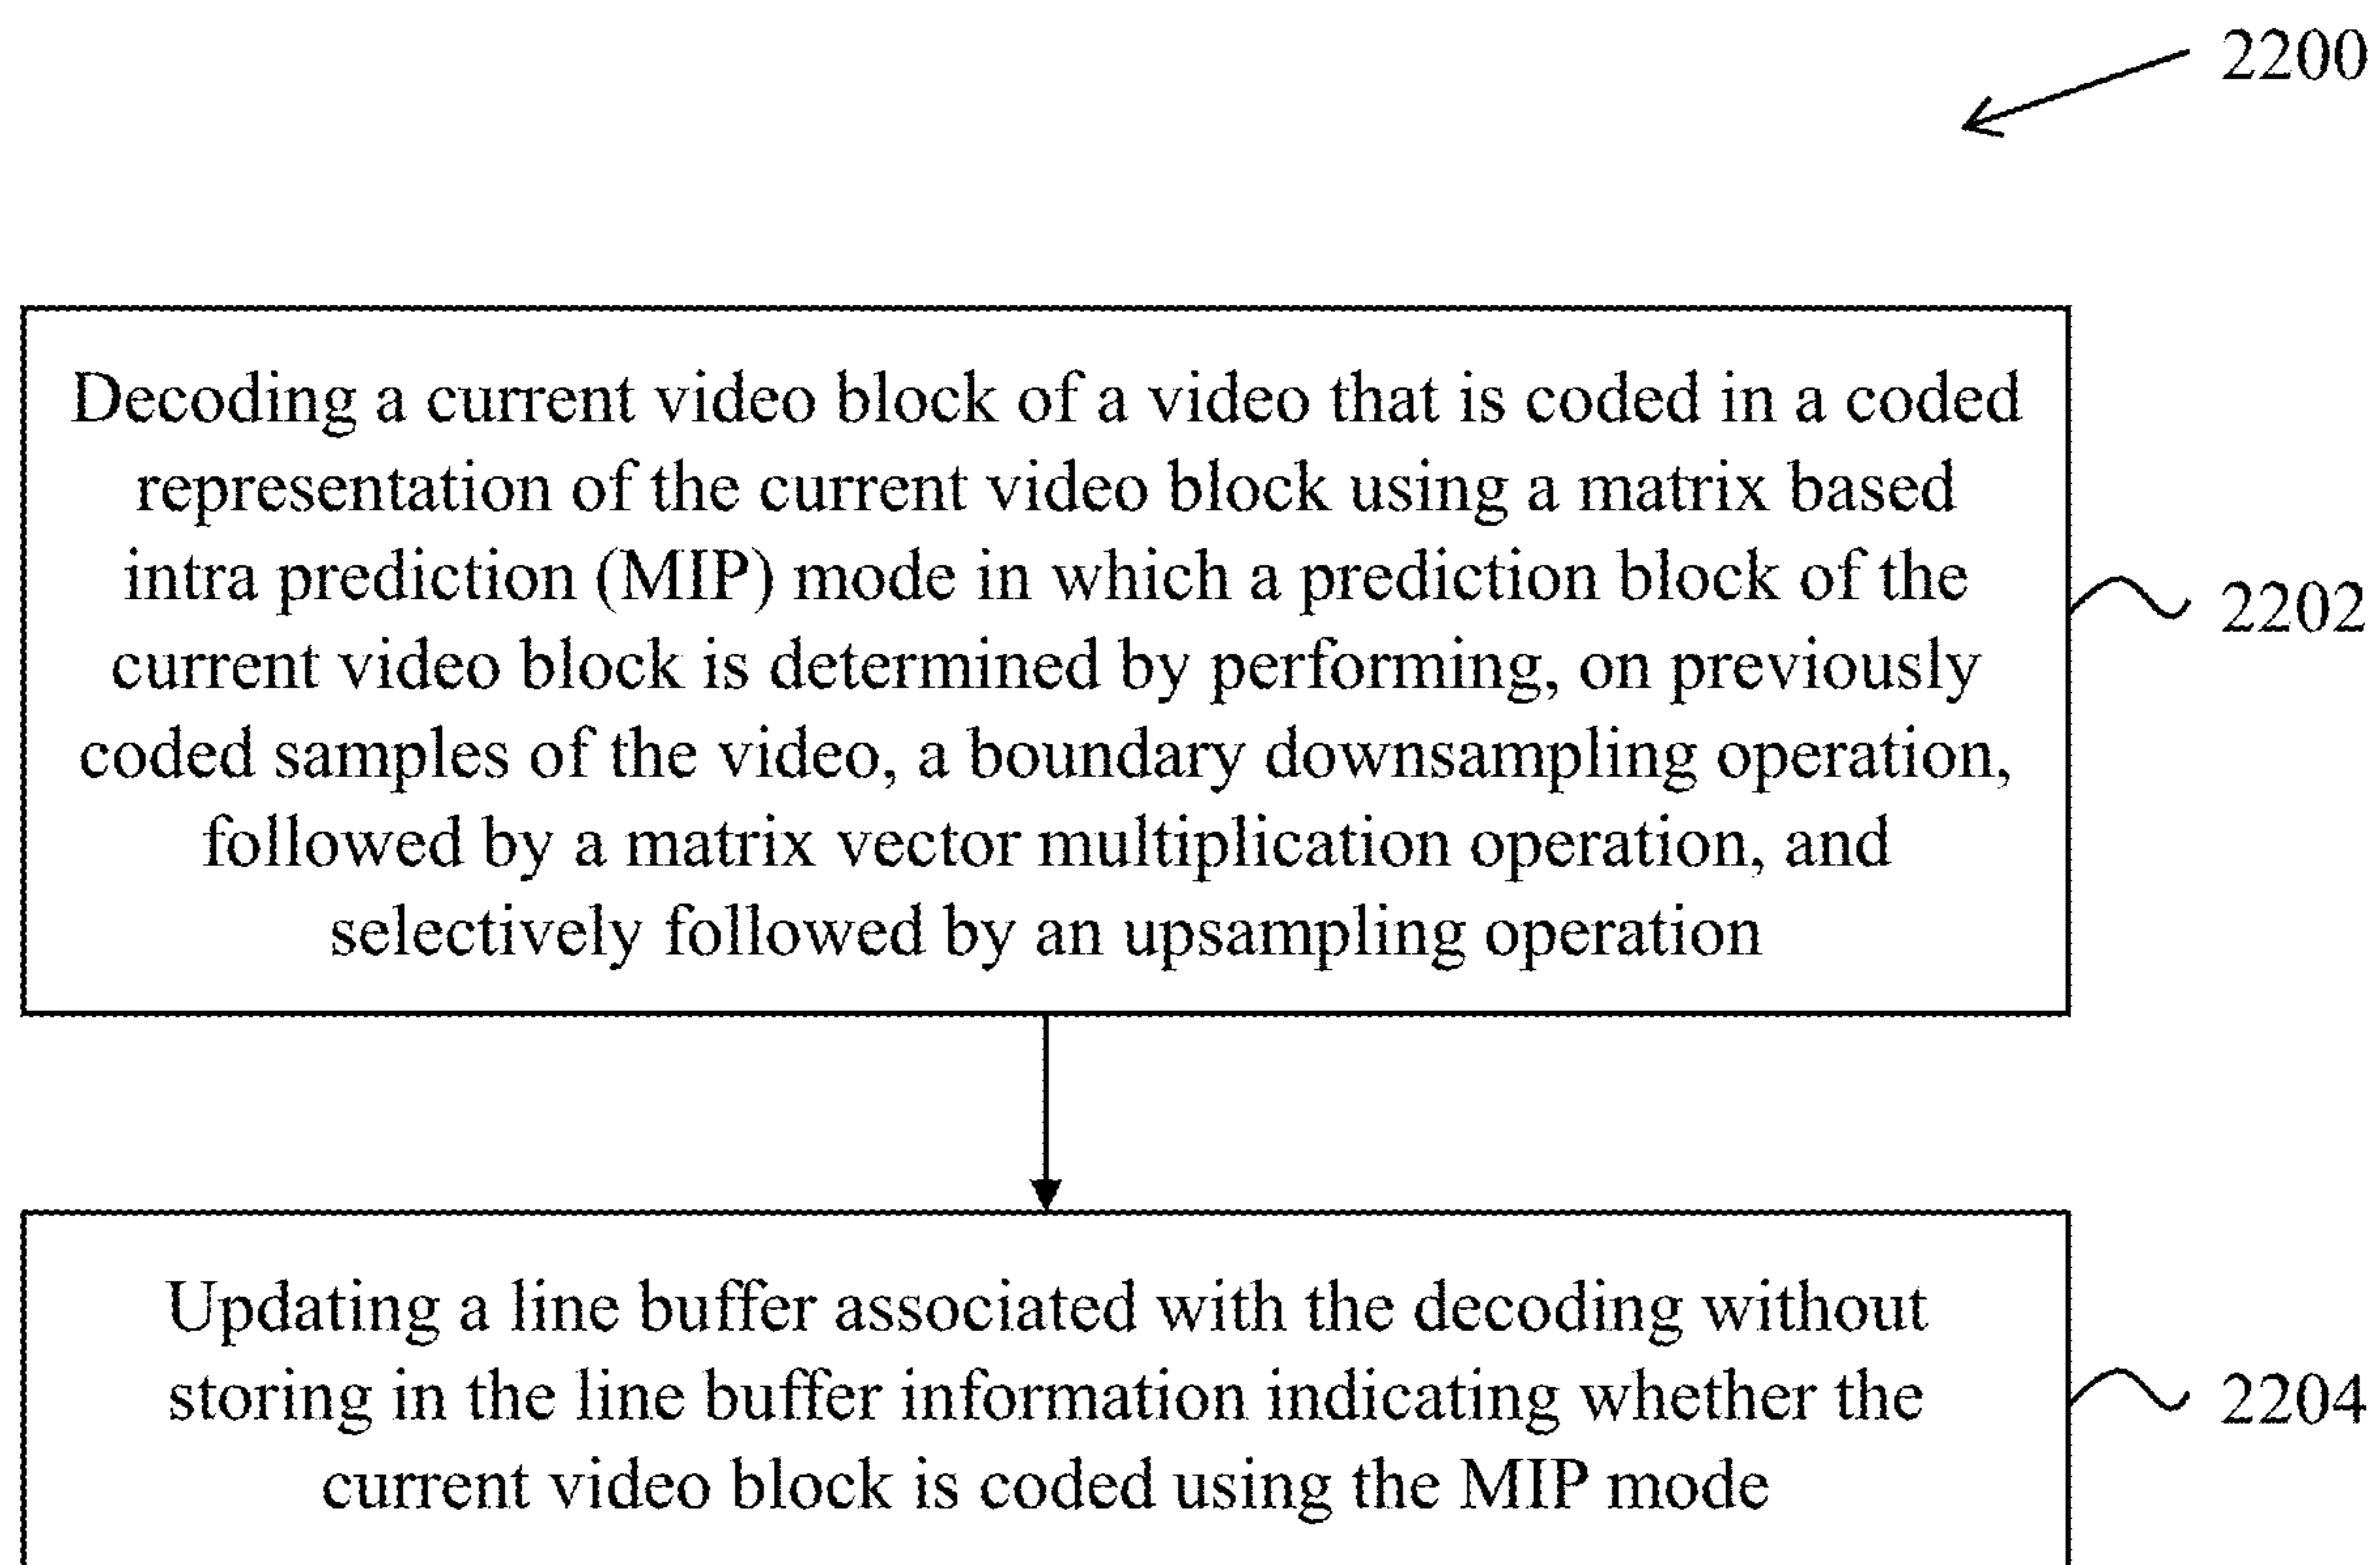 2200
Decoding a current video block of a video that is coded in a coded
representation of the current video block using a matrix based
intra prediction (MIP) mode in which a prediction block of the
current video block is determined by performing, on previously
coded samples of the video, a boundary downsampling operation,
followed by a matrix vector multiplication operation, and
selectively followed by an upsampling operation
2202
Updating a line buffer associated with the decoding without
storing in the line buffer information indicating whether the
current video block is coded using the MIP mode
2204